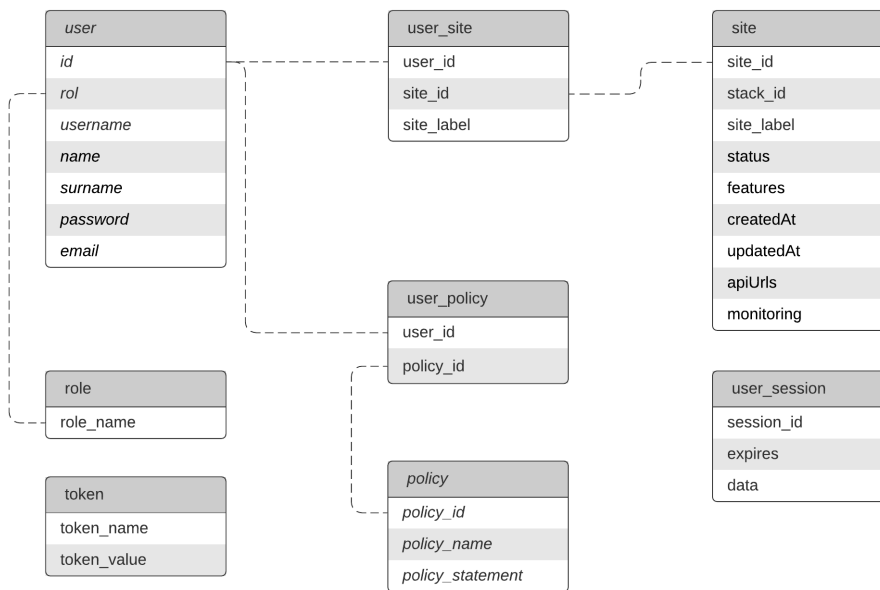 user
id
rol
username
name
surname
password
email
user_site
user_id
site_id
site_label
site
site_id
stack_id
site_label
status
features
createdAt
updatedAt
apiUrls
monitoring
user_policy
user_id
policy_id
role
role_name
user_session
session_id
expires
data
token
token_name
token_value
policy
policy_id
policy_name
policy_statement